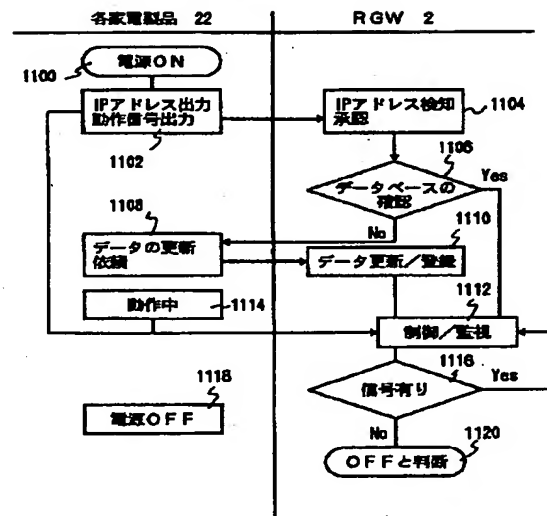 各家電製品 22
RGW 2
1100
電源ON
IPアドレス出力
動作信号出力
1102
IPアドレス検知
承認
1104
1106
データベースの
確認
Yes
No
1108
データの更新
依頼
1110
データ更新/登録
動作中
1114
1112
制御/監視
1116
信号有り
Yes
1118
電源OFF
No
1120
OFFと判断